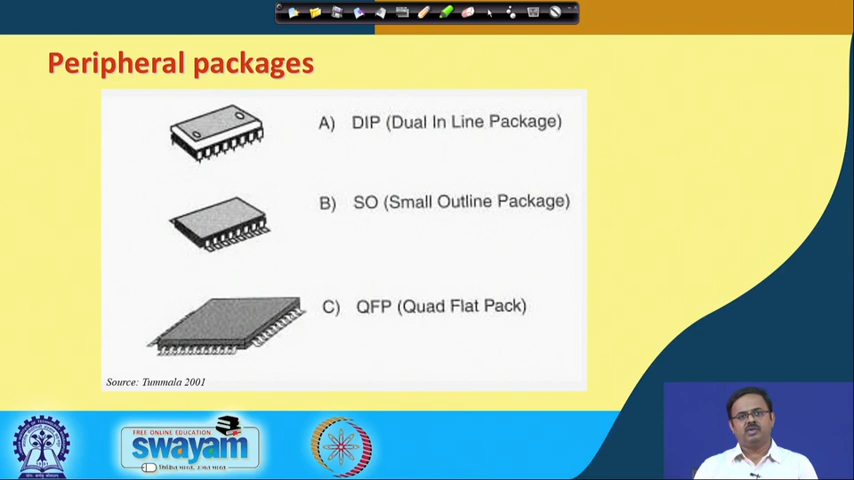 Peripheral packages
A) DIP (Dual In Line Package)
B) SO (Small Outline Package)
C) QFP (Quad Flat Pack)
Source: Tummala 2001
FREE ONLINE EDUCATION
swayam